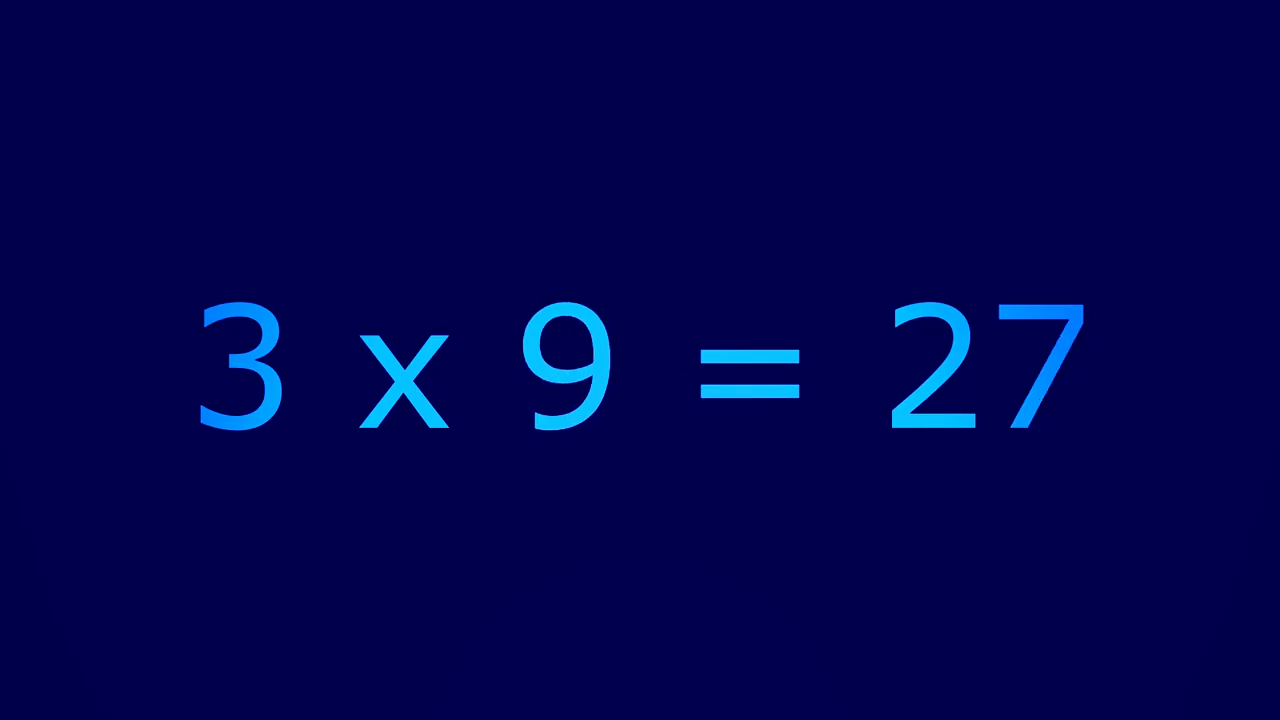 3 x 9 = 27